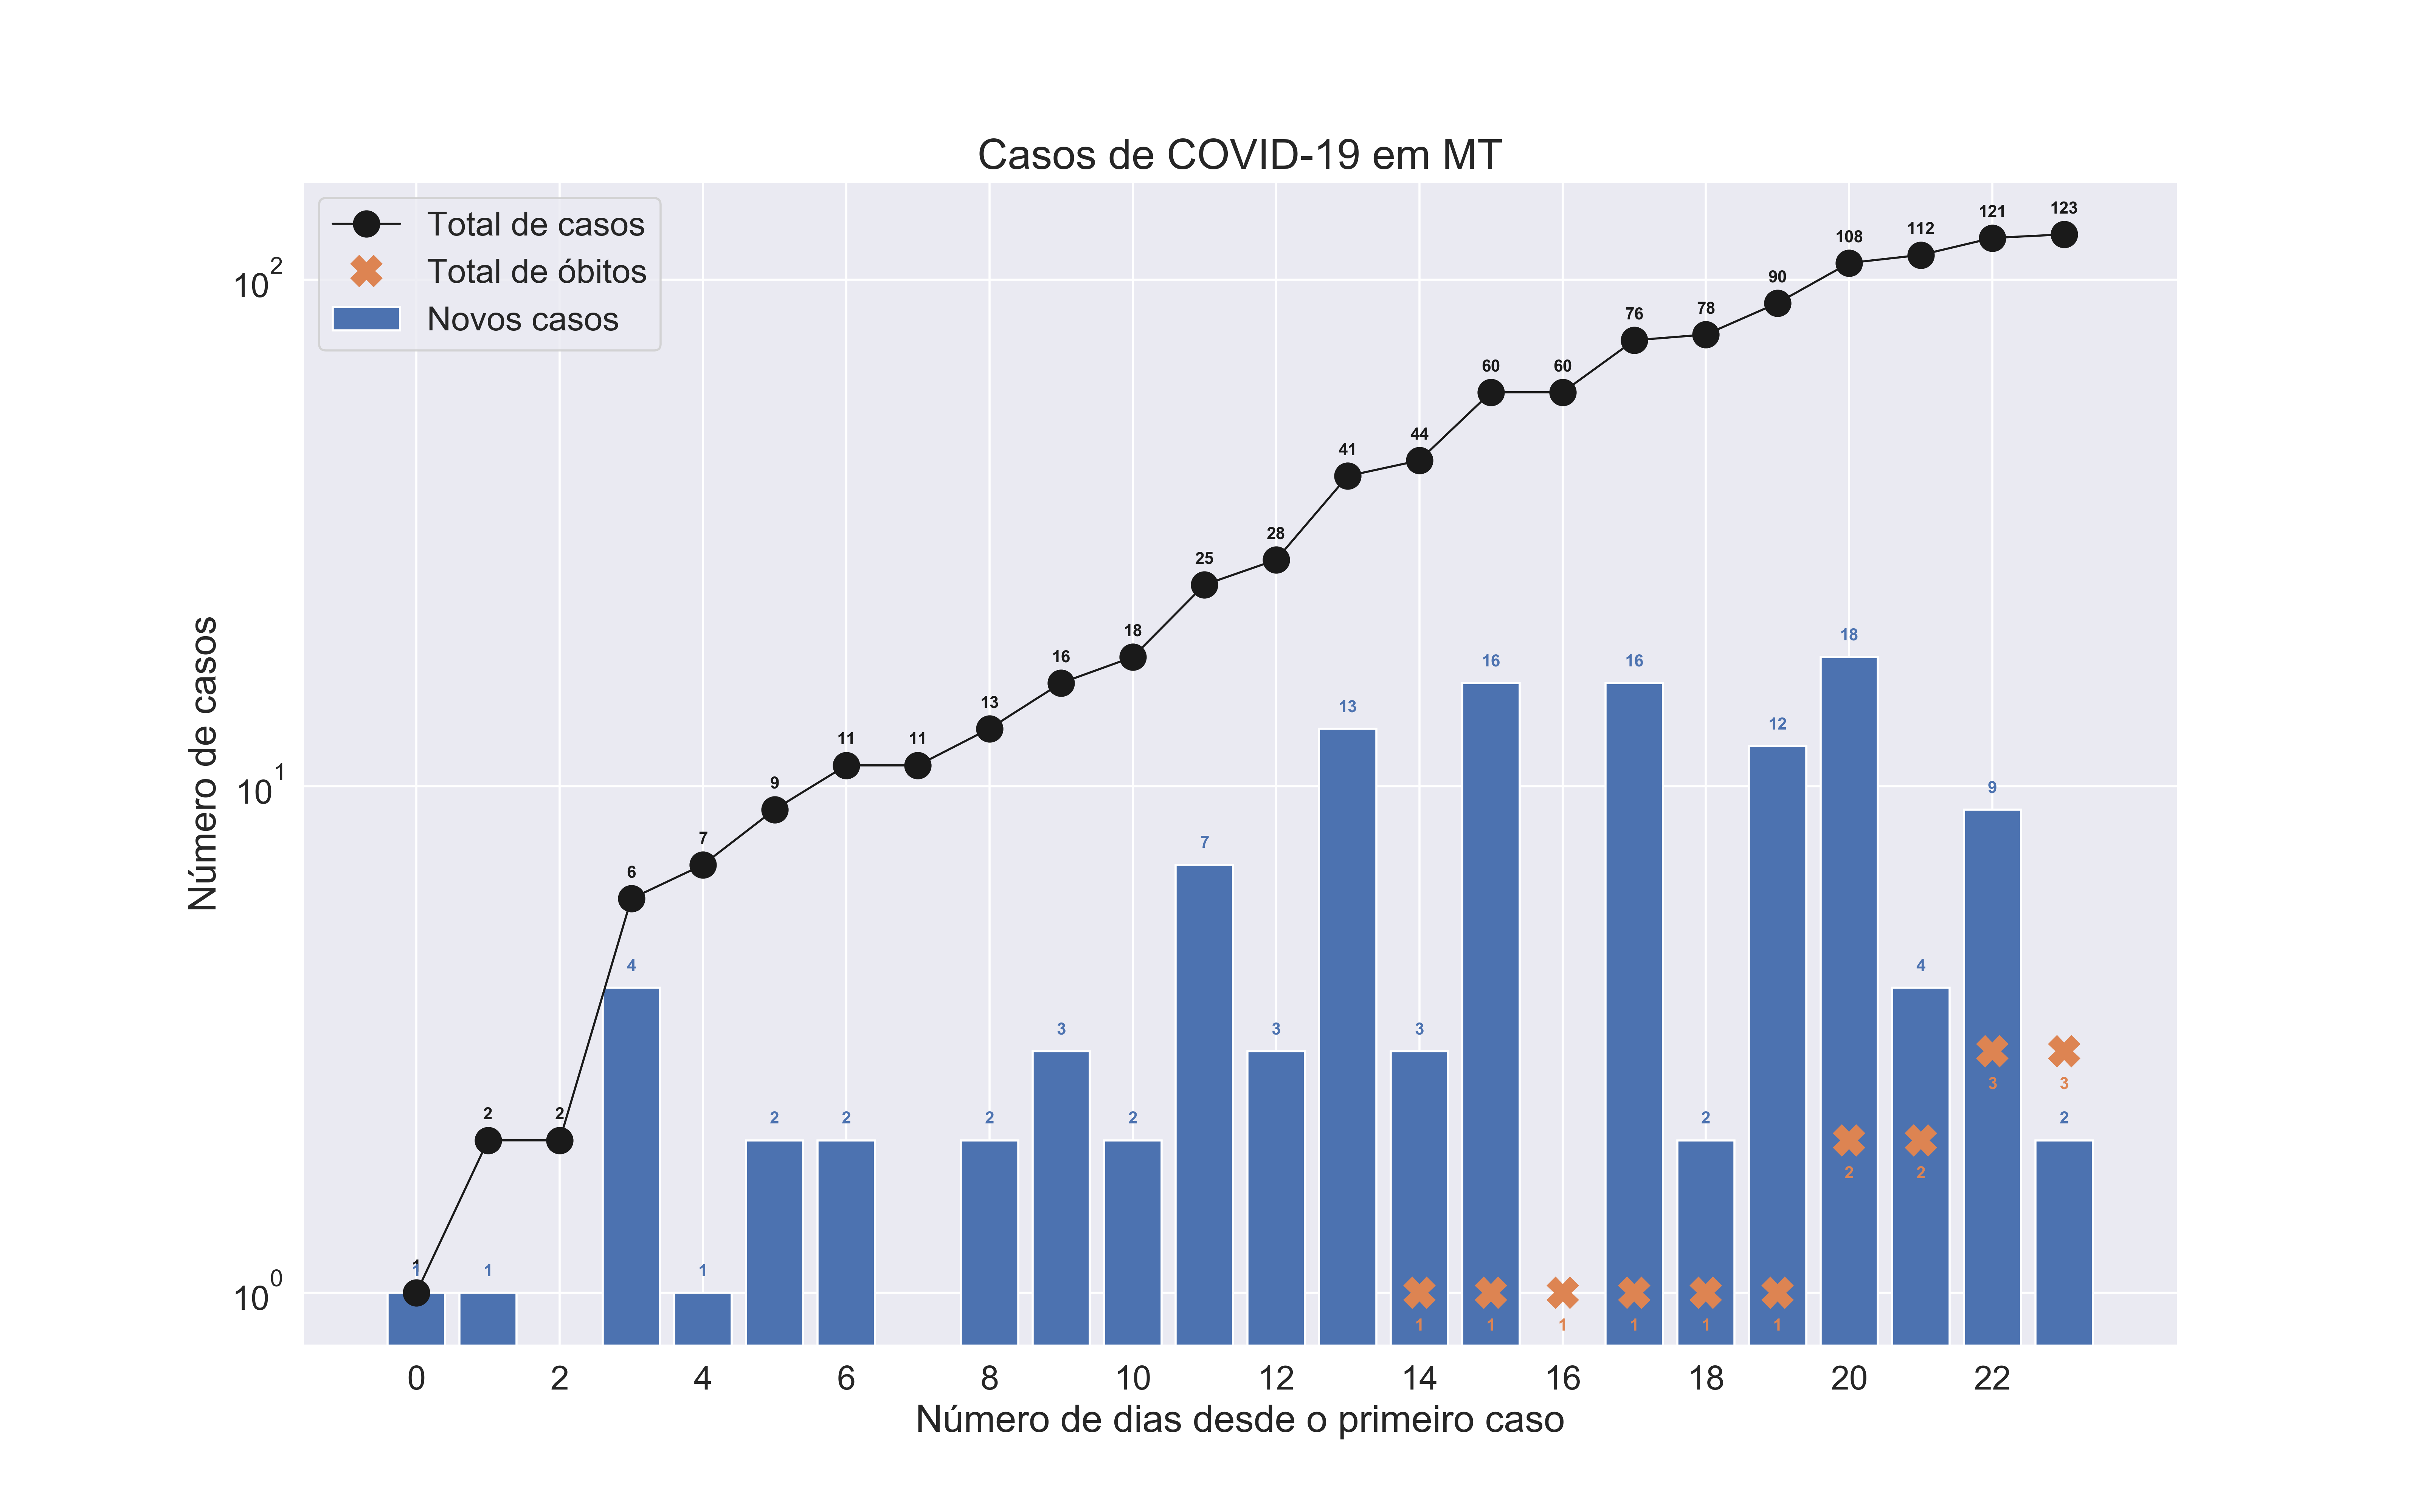 Casos de COVID-19 em MT
Total de casos
Total de óbitos
Novos casos
Número de casos
10^2
10^1
10^0
1 2 2 6 7 9 11 11 13 16 18 25 28 41 44 60 60 76 78 90 108 112 121 123
1 1 4 1 2 2 2 3 2 7 3 13 3 16 16 2 12 18 4 9 2
1 1 1 1 1 1 2 2 3 3
0 2 4 6 8 10 12 14 16 18 20 22
Número de dias desde o primeiro caso